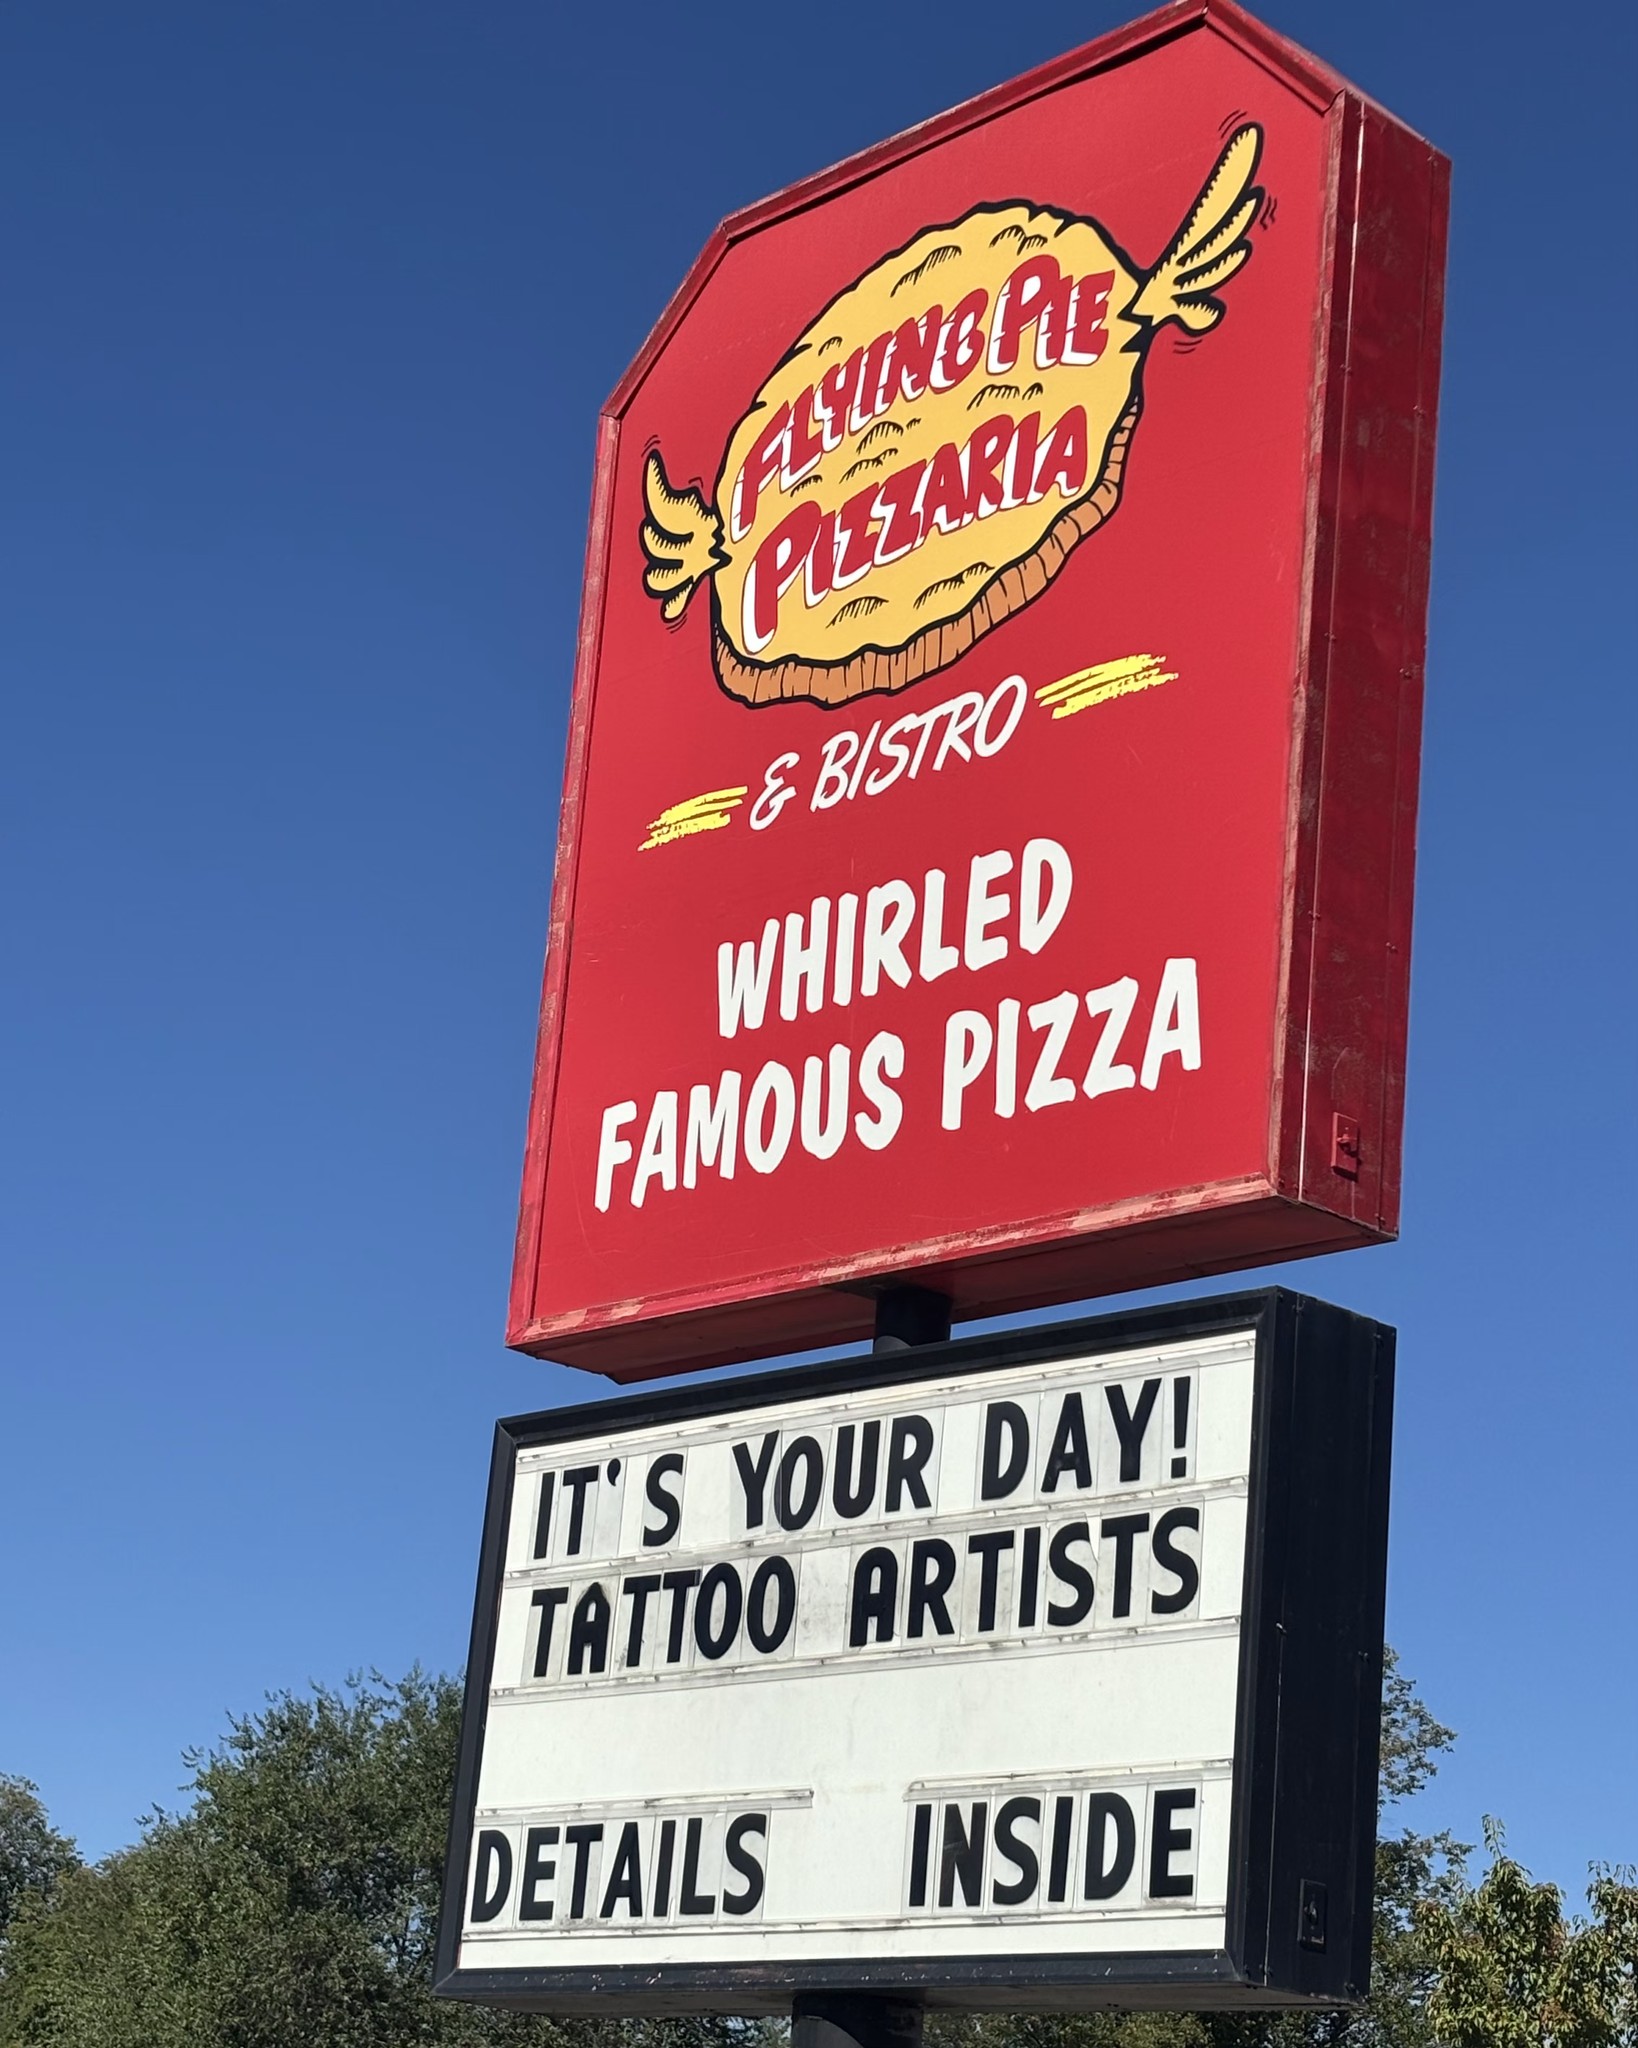 FLYING PIE
PIZZARIA
& BISTRO
WHIRLED
FAMOUS PIZZA
IT'S YOUR DAY!
TATTOO ARTISTS
DETAILS INSIDE